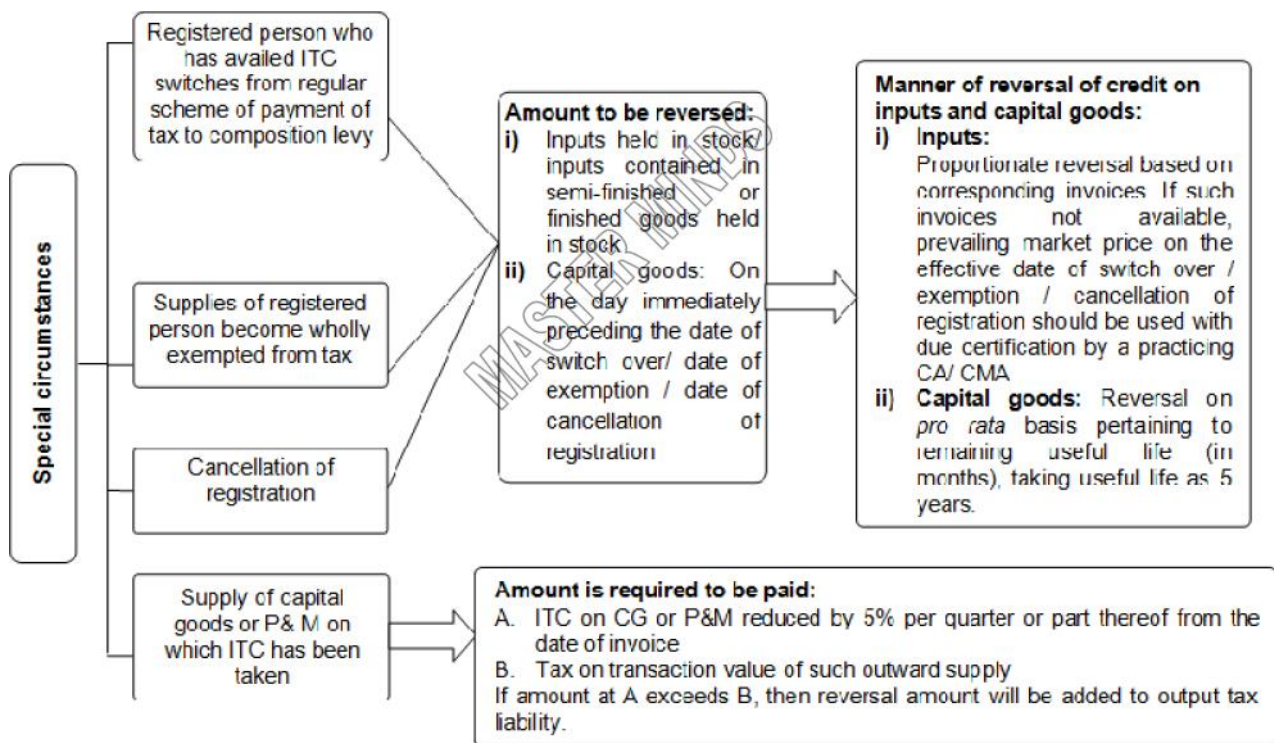 Special circumstances
Registered person who
has availed ITC
switches from regular
scheme of payment of
tax to composition levy
Supplies of registered
person become wholly
exempted from tax
Cancellation of
registration
Supply of capital
goods or P& M on
which ITC has been
taken
Amount to be reversed:
i) Inputs held in stock/
inputs contained in
semi-finished or
finished goods held
in stock
ii) Capital goods: On
the day immediately
preceding the date of
switch over/ date of
exemption / date of
cancellation of
registration
MASTER MINDS
Manner of reversal of credit on
inputs and capital goods:
i) Inputs:
Proportionate reversal based on
corresponding invoices. If such
invoices not available,
prevailing market price on the
effective date of switch over /
exemption / cancellation of
registration should be used with
due certification by a practicing
CA/ CMA
ii) Capital goods: Reversal on
pro rata basis pertaining to
remaining useful life (in
months), taking useful life as 5
years.
Amount is required to be paid:
A. ITC on CG or P&M reduced by 5% per quarter or part thereof from the
date of invoice
B. Tax on transaction value of such outward supply
If amount at A exceeds B, then reversal amount will be added to output tax
liability.